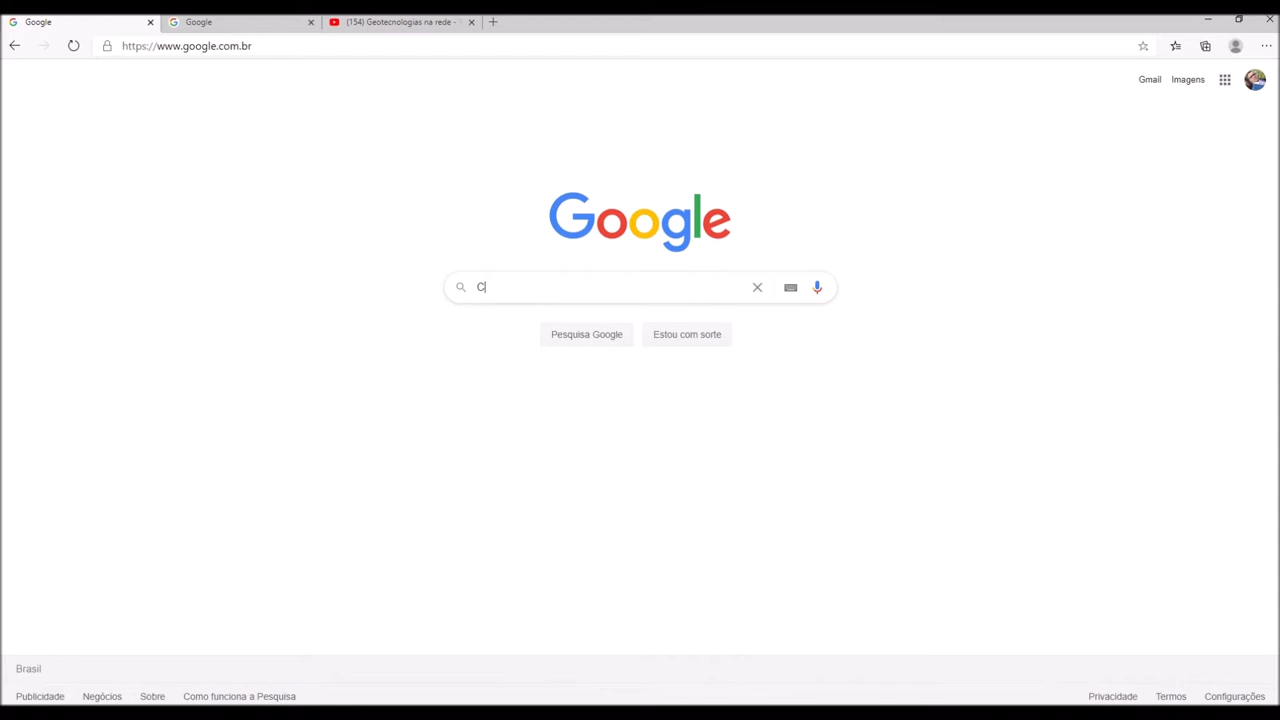 Google
Google
(154) Geotecnologias na rede -
https://www.google.com.br
Gmail Imagens
Google
C
Pesquisa Google Estou com sorte
Brasil
Publicidade Negócios Sobre Como funciona a Pesquisa Privacidade Termos Configurações